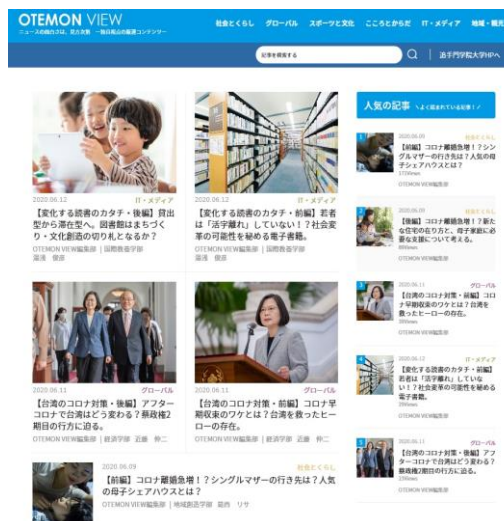 OTEMON VIEW
社会とくらし グローバル スポーツと文化 こころとからだ IT・メディア 地域・観光
記事を検索する
追手門学院大学HPへ
2020.06.12 IT・メディア
【変化する読書のカタチ・後編】貸出
型から滞在型へ。図書館はまちづく
り・文化創造の切り札となるか?
OTEMON VIEW編集部 | 国際教養学部
湯浅 俊彦
2020.06.12 IT・メディア
【変化する読書のカタチ・前編】若者
は「活字離れ」していない!?社会変
革の可能性を秘める電子書籍。
OTEMON VIEW編集部 | 国際教養学部
湯浅 俊彦
2020.06.11 グローバル
【台湾のコロナ対策・後編】アフター
コロナで台湾はどう変わる?蔡政権2
期目の行方に迫る。
OTEMON VIEW編集部 | 経済学部 近藤 伸二
2020.06.11 グローバル
【台湾のコロナ対策・前編】コロナ早
期収束のワケとは?台湾を救ったヒー
ローの存在。
OTEMON VIEW編集部 | 経済学部 近藤 伸二
2020.06.09 社会とくらし
【前編】コロナ離婚急増!?シングルマザーの行き先は?人気
の母子シェアハウスとは?
OTEMON VIEW編集部 | 地域創造学部 葛西 リサ
人気の記事 \よく読まれている記事!/
1
2020.06.09 社会とくらし
【前編】コロナ離婚急増!?シン
グルマザーの行き先は?人気の母
子シェアハウスとは?
OTEMON VIEW編集部
2
2020.06.09 社会とくらし
【後編】コロナ離婚急増!?新た
な住宅の在り方と、母子家庭に必
要な支援について考える。
OTEMON VIEW編集部
3
2020.06.11 グローバル
【台湾のコロナ対策・前編】コロ
ナ早期収束のワケとは?台湾を
救ったヒーローの存在。
OTEMON VIEW編集部
4
2020.06.12 IT・メディア
【変化する読書のカタチ・前編】
若者は「活字離れ」していな
い!?社会変革の可能性を秘める
電子書籍。
OTEMON VIEW編集部
5
2020.06.11 グローバル
【台湾のコロナ対策・後編】アフ
ターコロナで台湾はどう変わる?
蔡政権2期目の行方に迫る。
OTEMON VIEW編集部